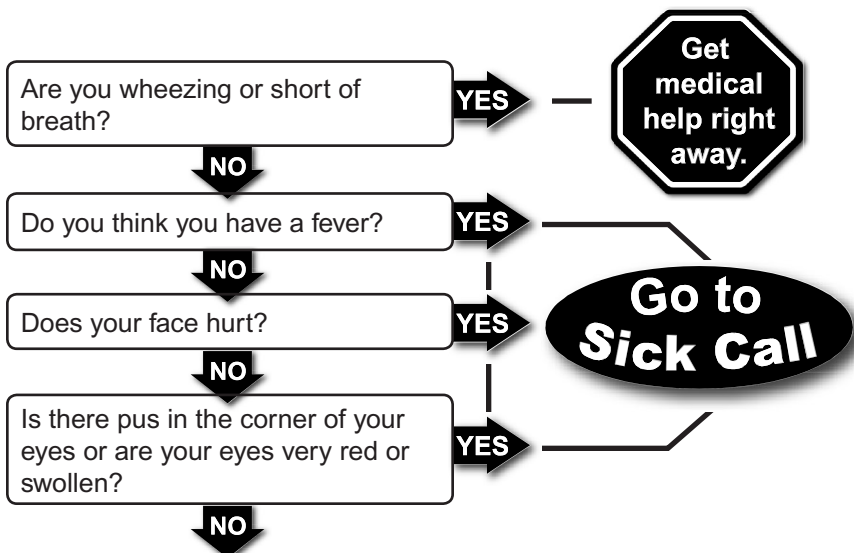 Are you wheezing or short of
breath?
YES
Get
medical
help right
away.
NO
Do you think you have a fever?
YES
NO
Does your face hurt?
YES
Go to
Sick Call
NO
Is there pus in the corner of your
eyes or are your eyes very red or
swollen?
YES
NO